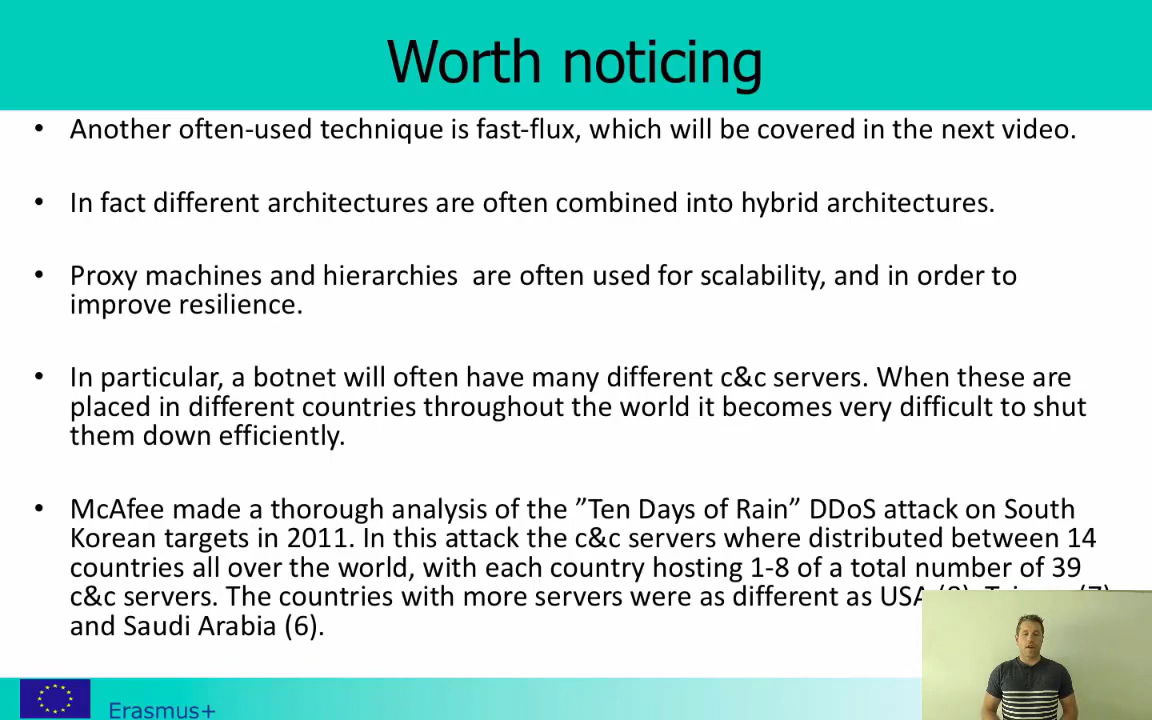 Worth noticing
• Another often-used technique is fast-flux, which will be covered in the next video.
• In fact different architectures are often combined into hybrid architectures.
• Proxy machines and hierarchies  are often used for scalability, and in order to
improve resilience.
• In particular, a botnet will often have many different c&c servers. When these are
placed in different countries throughout the world it becomes very difficult to shut
them down efficiently.
• McAfee made a thorough analysis of the ”Ten Days of Rain” DDoS attack on South
Korean targets in 2011. In this attack the c&c servers where distributed between 14
countries all over the world, with each country hosting 1-8 of a total number of 39
c&c servers. The countries with more servers were as different as USA
and Saudi Arabia (6).
Erasmus+